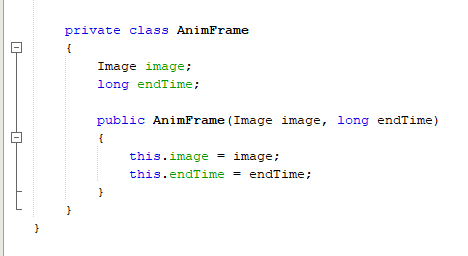 private class AnimFrame
{
Image image;
long endTime;
public AnimFrame(Image image, long endTime)
{
this.image = image;
this.endTime = endTime;
}
}
}